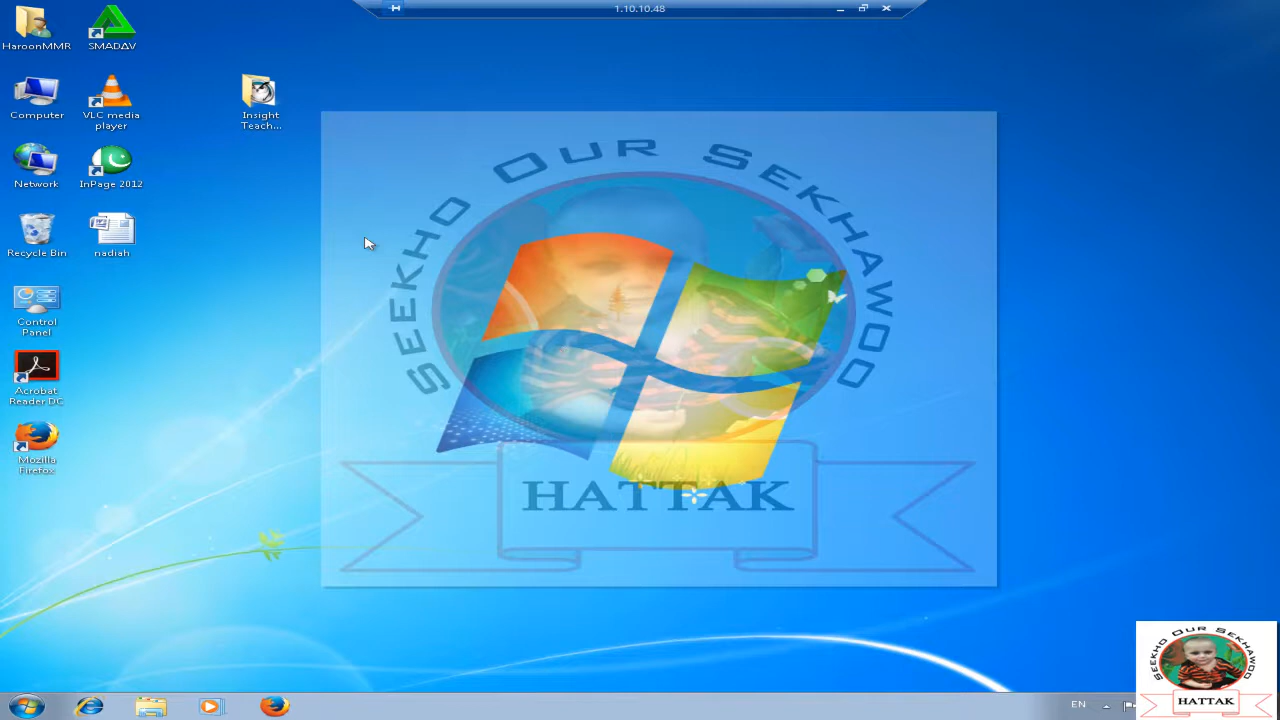 1.10.10.48
HaroonMMR
SMADΔV
Computer
VLC media
player
Insight
Teach...
Network
InPage 2012
Recycle Bin
nadiah
Control
Panel
Acrobat
Reader DC
Mozilla
Firefox
SEEKHO OUR SEKHAWOO
HATTAK
EN
SEEKHO OUR SEKHAWOO
HATTAK